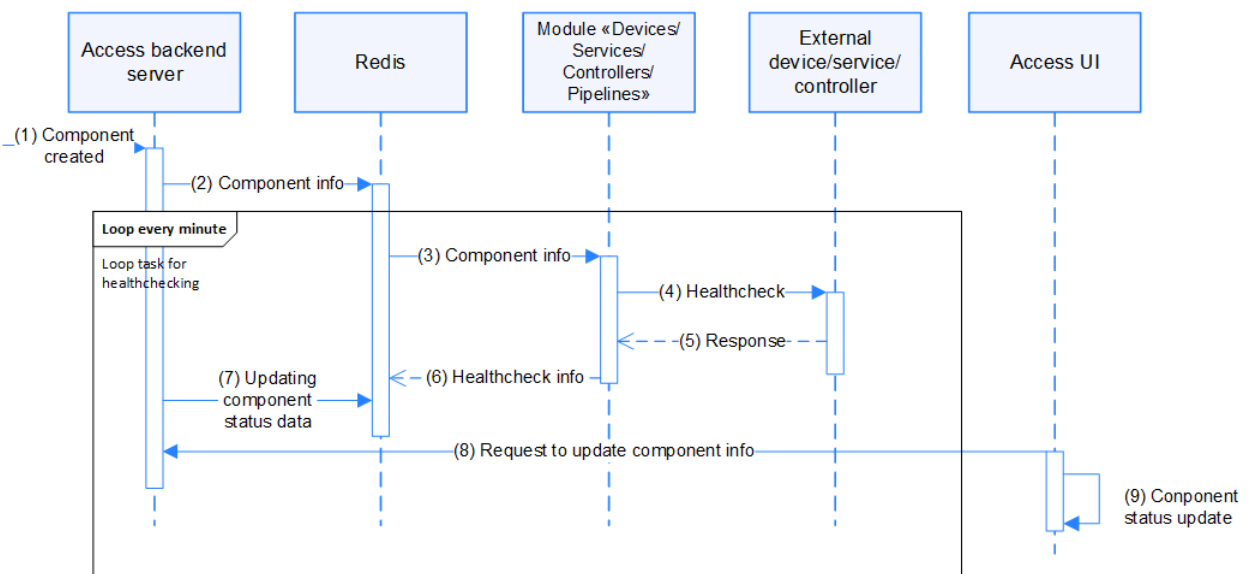 Access backend
server
Redis
Module «Devices/
Services/
Controllers/
Pipelines»
External
device/service/
controller
Access UI
(1) Component
created
(2) Component info
Loop every minute
Loop task for
healthchecking
(3) Component info
(4) Healthcheck
(5) Response
(6) Healthcheck info
(7) Updating
component
status data
(8) Request to update component info
(9) Conponent
status update